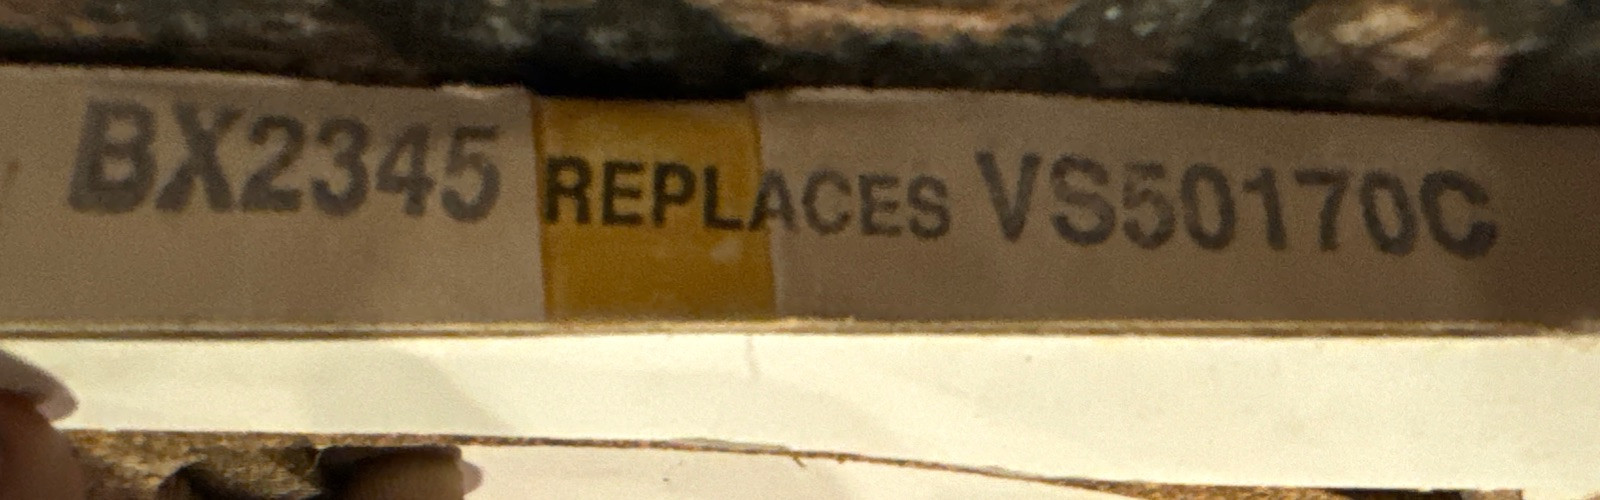 BX2345 REPLACES VS50170C